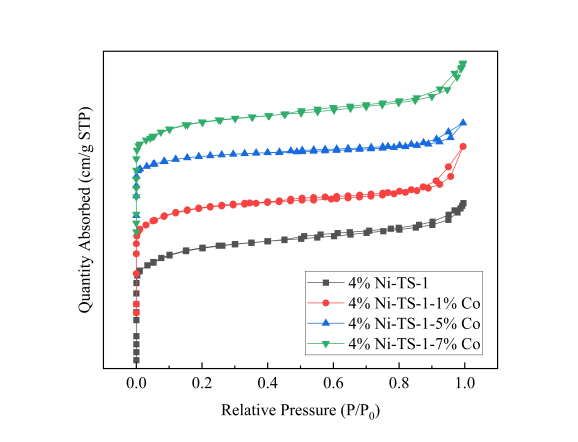 Quantity Absorbed (cm/g STP)
4% Ni-TS-1
4% Ni-TS-1-1% Co
4% Ni-TS-1-5% Co
4% Ni-TS-1-7% Co
0.0 0.2 0.4 0.6 0.8 1.0
Relative Pressure (P/P₀)